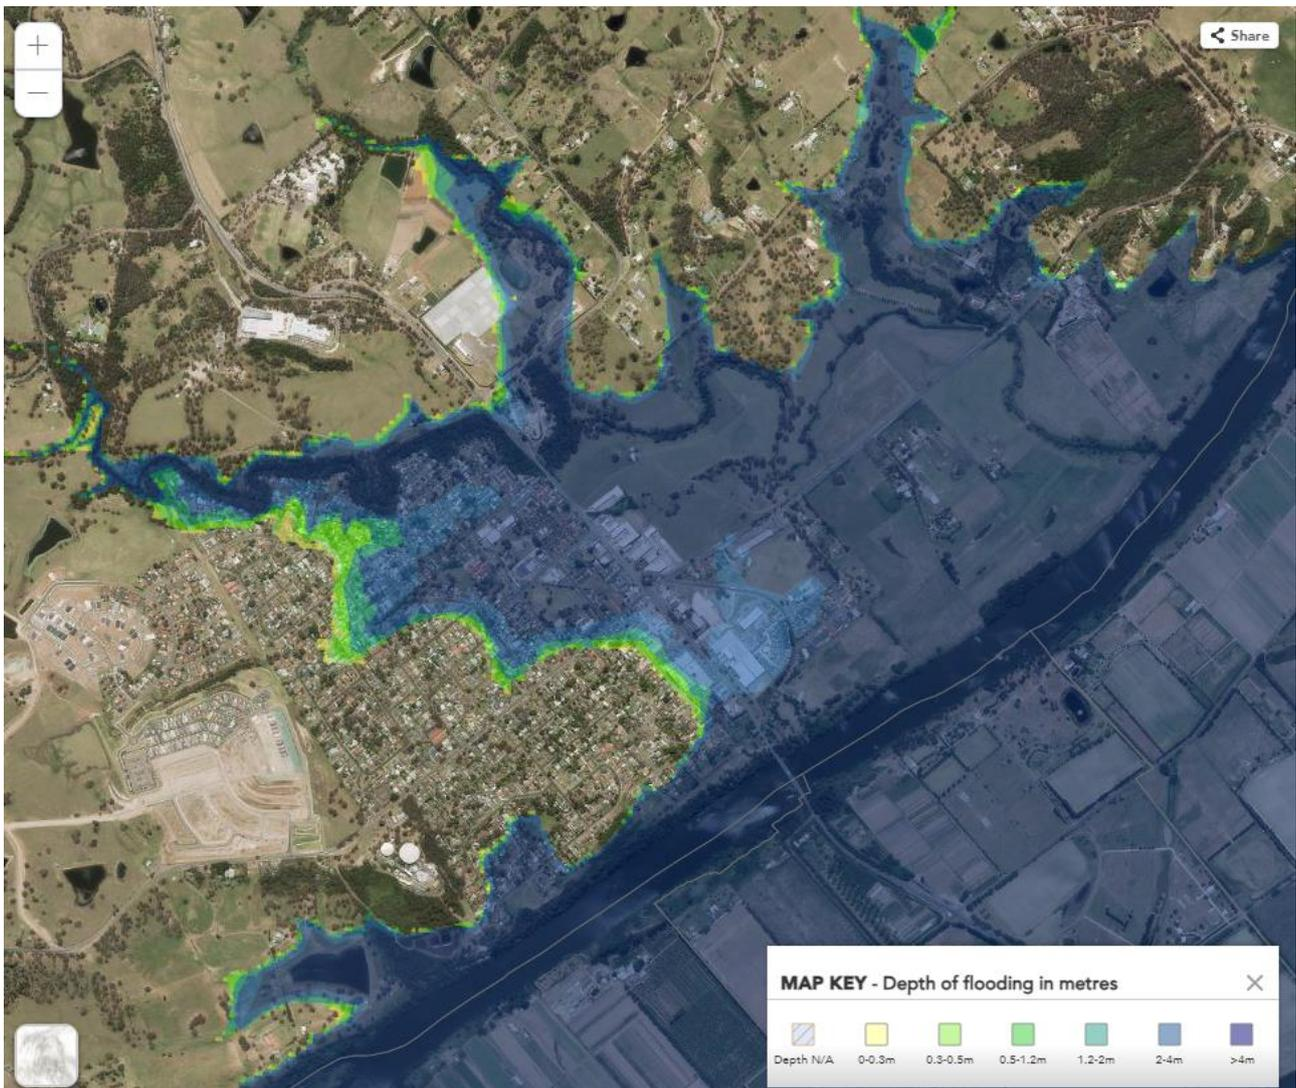 +
Share
−
MAP KEY - Depth of flooding in metres
Depth N/A 0-0.3m 0.3-0.5m 0.5-1.2m 1.2-2m 2-4m >4m